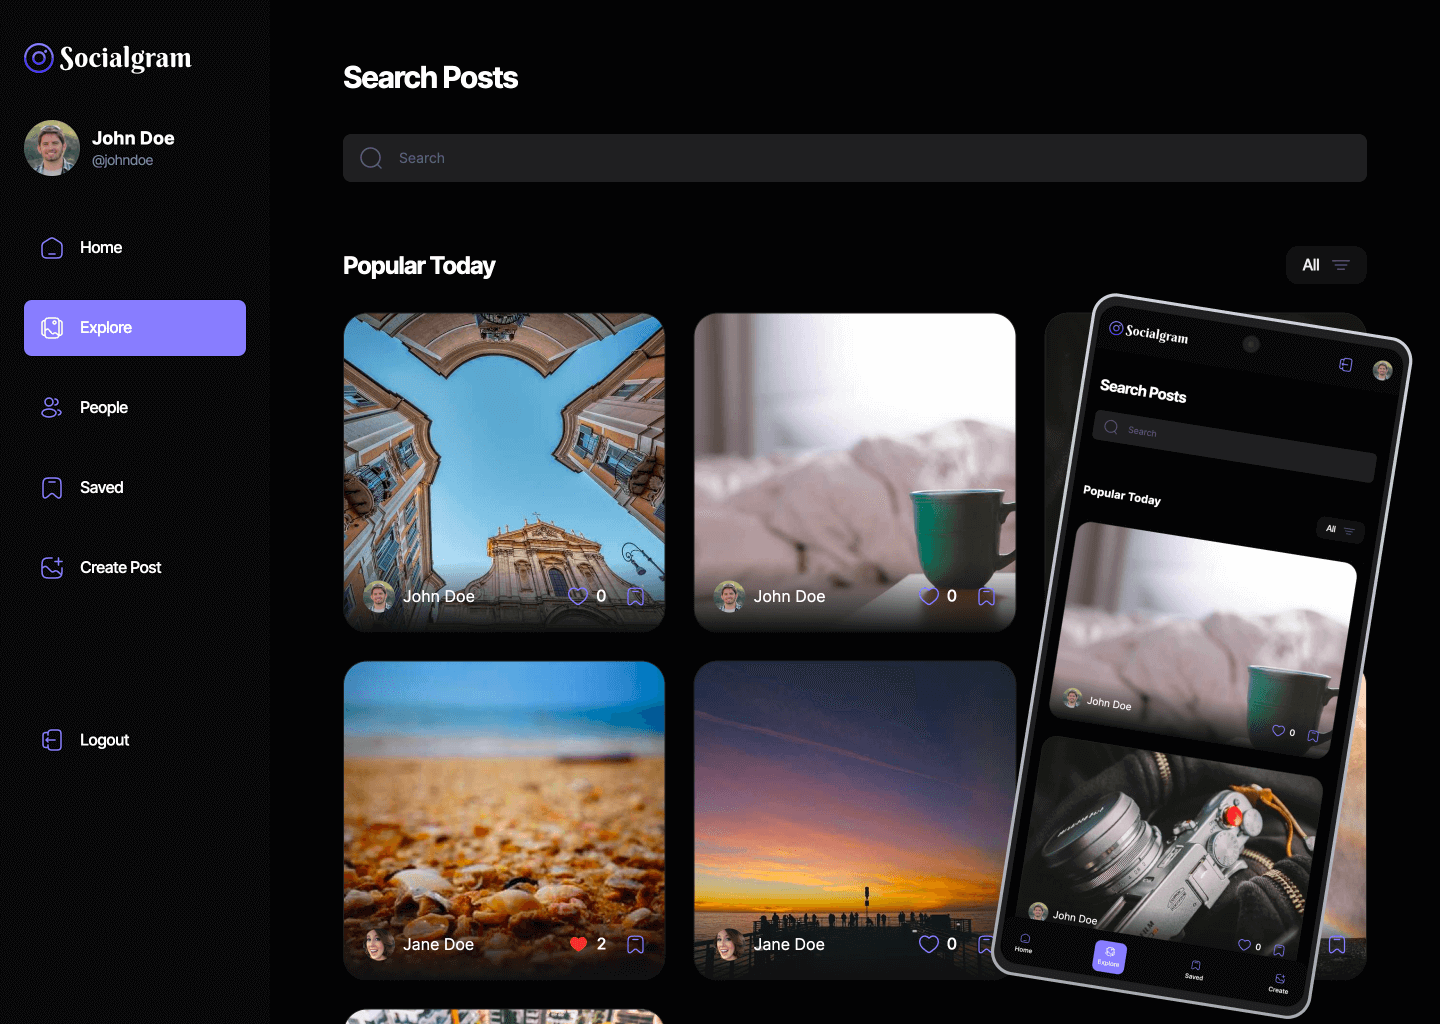 Socialgram
John Doe
@johndoe
Home
Explore
People
Saved
Create Post
Logout
Search Posts
Search
Popular Today
All
John Doe
0
John Doe
0
Jane Doe
2
Jane Doe
0
Socialgram
Search Posts
Search
Popular Today
All
John Doe
0
John Doe
0
Home
Explore
Saved
Create